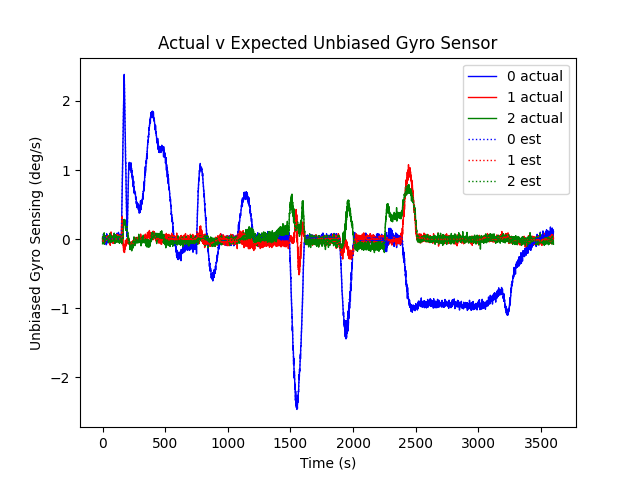 Actual v Expected Unbiased Gyro Sensor
Unbiased Gyro Sensing (deg/s)
2
1
0
−1
−2
0 actual
1 actual
2 actual
0 est
1 est
2 est
0 500 1000 1500 2000 2500 3000 3500
Time (s)